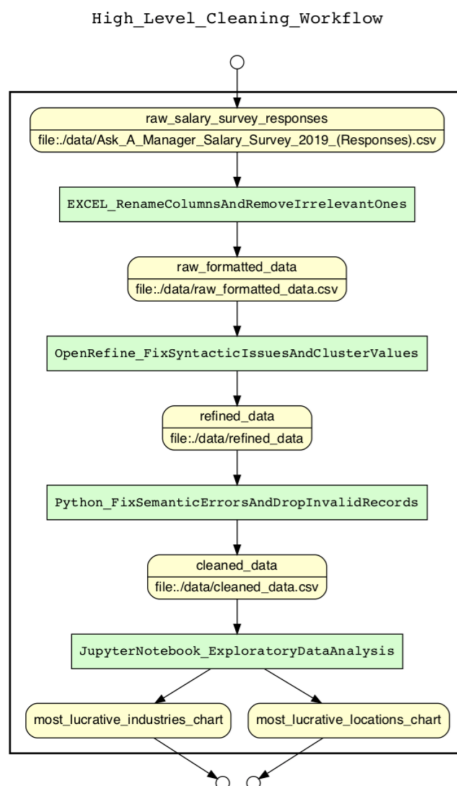 High_Level_Cleaning_Workflow
raw_salary_survey_responses
file:./data/Ask_A_Manager_Salary_Survey_2019_(Responses).csv
EXCEL_RenameColumnsAndRemoveIrrelevantOnes
raw_formatted_data
file:./data/raw_formatted_data.csv
OpenRefine_FixSyntacticIssuesAndClusterValues
refined_data
file:./data/refined_data
Python_FixSemanticErrorsAndDropInvalidRecords
cleaned_data
file:./data/cleaned_data.csv
JupyterNotebook_ExploratoryDataAnalysis
most_lucrative_industries_chart
most_lucrative_locations_chart